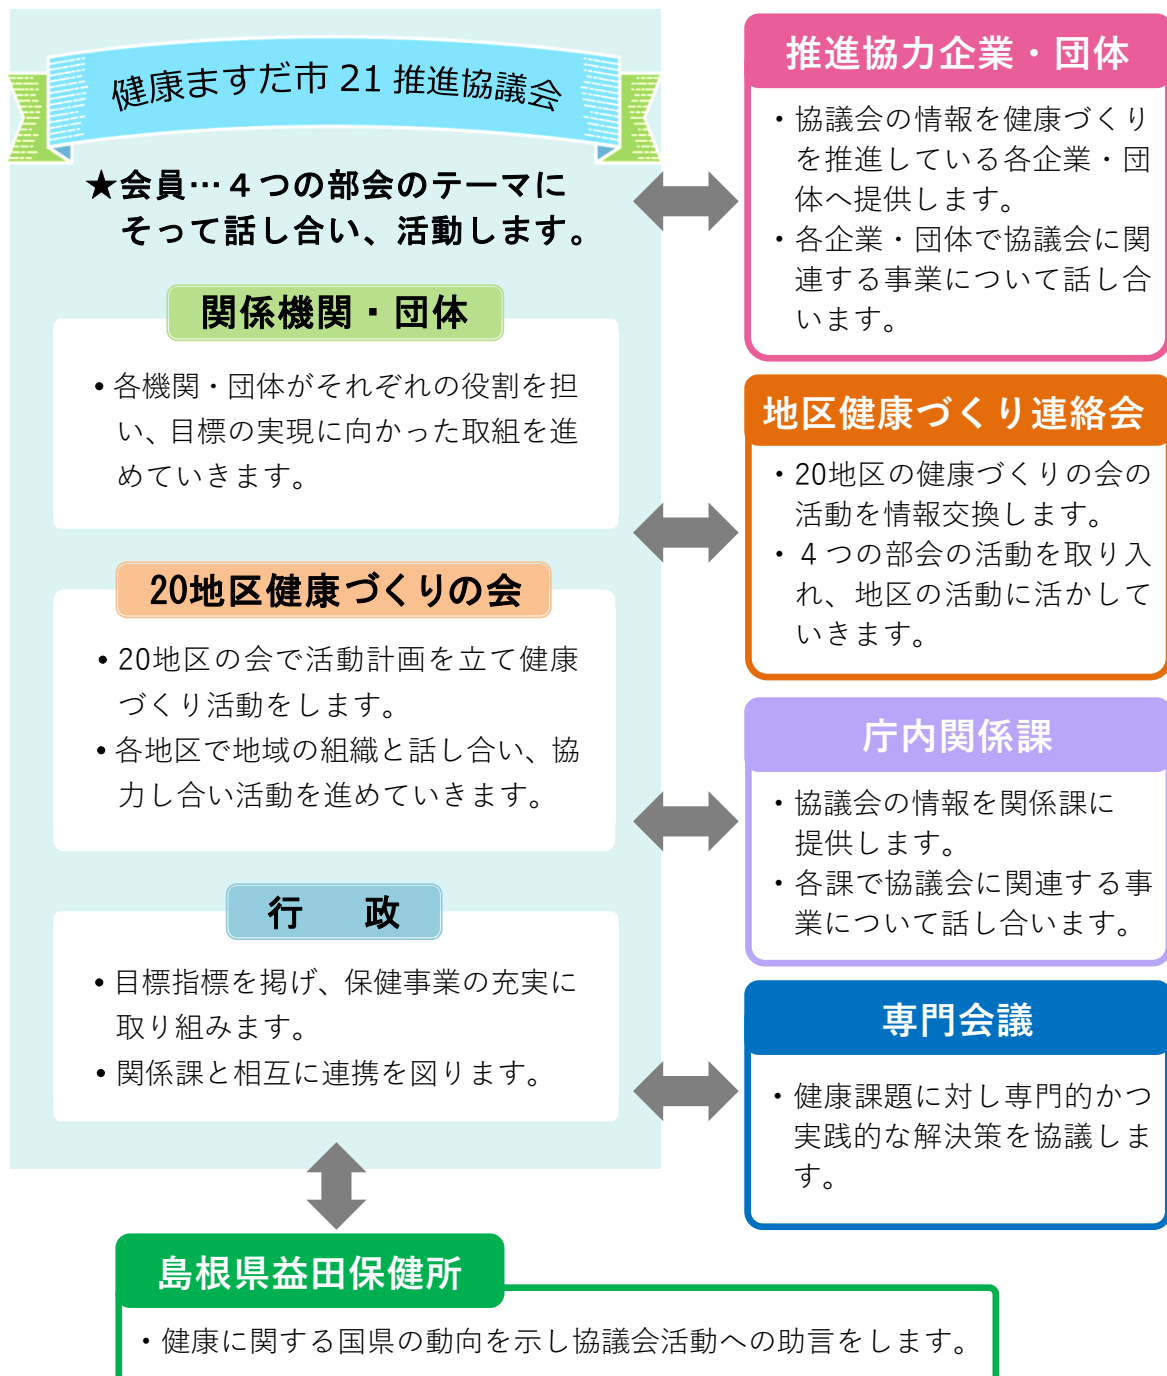 健康ますだ市 21 推進協議会
★会員…４つの部会のテーマに
そって話し合い、活動します。
関係機関・団体
• 各機関・団体がそれぞれの役割を担
い、目標の実現に向かった取組を進
めていきます。
20地区健康づくりの会
• 20地区の会で活動計画を立て健康
づくり活動をします。
• 各地区で地域の組織と話し合い、協
力し合い活動を進めていきます。
行　政
• 目標指標を掲げ、保健事業の充実に
取り組みます。
• 関係課と相互に連携を図ります。
推進協力企業・団体
・協議会の情報を健康づくり
を推進している各企業・団
体へ提供します。
・各企業・団体で協議会に関
連する事業について話し合
います。
地区健康づくり連絡会
・20地区の健康づくりの会の
活動を情報交換します。
・４つの部会の活動を取り入
れ、地区の活動に活かして
いきます。
庁内関係課
・協議会の情報を関係課に
提供します。
・各課で協議会に関連する事
業について話し合います。
専門会議
・健康課題に対し専門的かつ
実践的な解決策を協議しま
す。
島根県益田保健所
・健康に関する国県の動向を示し協議会活動への助言をします。